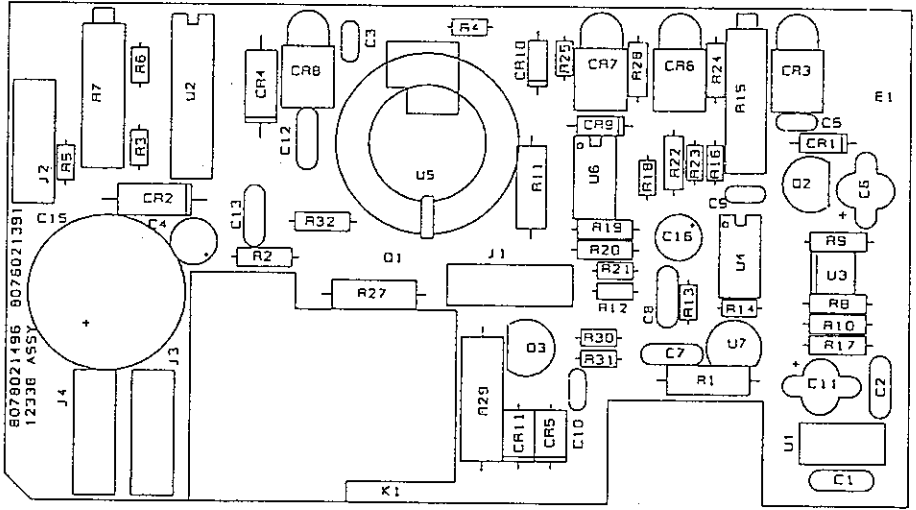 R4
C3
CR10
R25
CR7
R28
CR6
R24
R15
CR3
E1
R7
R6
U2
CR4
CR8
J2
R5
R3
C12
U5
R11
CR9
U6
R18
R22
R23
R16
C5
CR1
Q2
C6
+
C9
C15
C4
CR2
C13
R32
R19
R20
C16
+
U4
R9
U3
R2
Q1
J1
R21
R12
C8
R13
R14
R8
R10
R17
R27
+
Q3
R30
R31
C7
U7
R1
+
C11
C2
J4
J3
R29
CR11
CR5
C10
U1
C1
K1
8078021496 8076021391
1233B ASSY